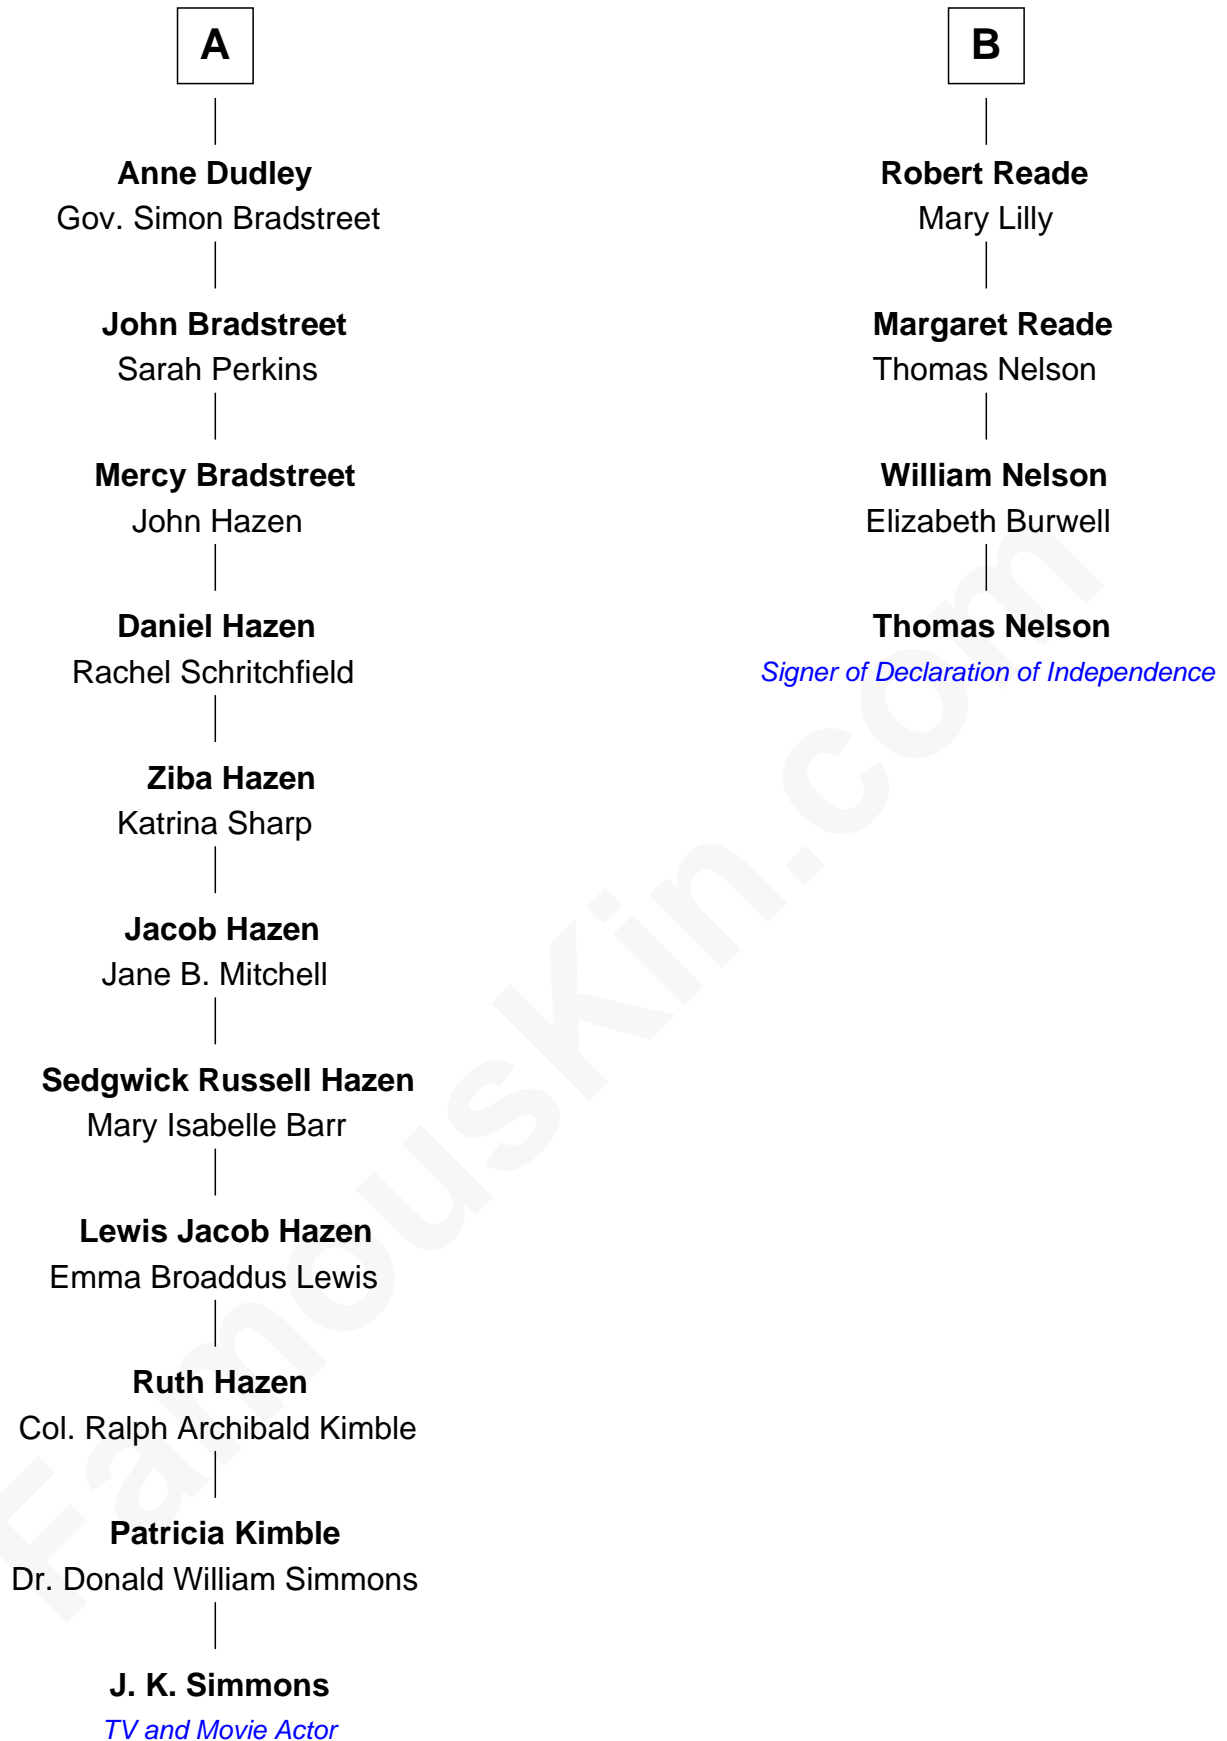 A
Anne Dudley
Gov. Simon Bradstreet
John Bradstreet
Sarah Perkins
Mercy Bradstreet
John Hazen
Daniel Hazen
Rachel Schritchfield
Ziba Hazen
Katrina Sharp
Jacob Hazen
Jane B. Mitchell
Sedgwick Russell Hazen
Mary Isabelle Barr
Lewis Jacob Hazen
Emma Broaddus Lewis
Ruth Hazen
Col. Ralph Archibald Kimble
Patricia Kimble
Dr. Donald William Simmons
J. K. Simmons
TV and Movie Actor
B
Robert Reade
Mary Lilly
Margaret Reade
Thomas Nelson
William Nelson
Elizabeth Burwell
Thomas Nelson
Signer of Declaration of Independence
FamousKin.com